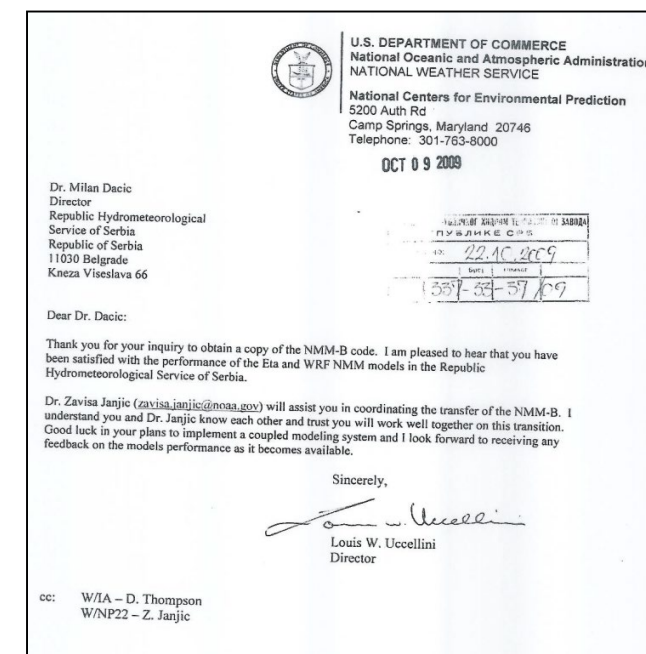 U.S. DEPARTMENT OF COMMERCE
National Oceanic and Atmospheric Administration
NATIONAL WEATHER SERVICE
National Centers for Environmental Prediction
5200 Auth Rd
Camp Springs, Maryland 20746
Telephone: 301-763-8000
OCT 09 2009
Dr. Milan Dacic
Director
Republic Hydrometeorological
Service of Serbia
Republic of Serbia
11030 Belgrade
Kneza Viseslava 66
ЗАВОДА
22.10.2009
337-33-37/09
Dear Dr. Dacic:
Thank you for your inquiry to obtain a copy of the NMM-B code. I am pleased to hear that you have
been satisfied with the performance of the Eta and WRF NMM models in the Republic
Hydrometeorological Service of Serbia.
Dr. Zavisa Janjic (zavisa.janjic@noaa.gov) will assist you in coordinating the transfer of the NMM-B. I
understand you and Dr. Janjic know each other and trust you will work well together on this transition.
Good luck in your plans to implement a coupled modeling system and I look forward to receiving any
feedback on the models performance as it becomes available.
Sincerely,
Louis W. Uccellini
Louis W. Uccellini
Director
cc: W/IA – D. Thompson
W/NP22 – Z. Janjic